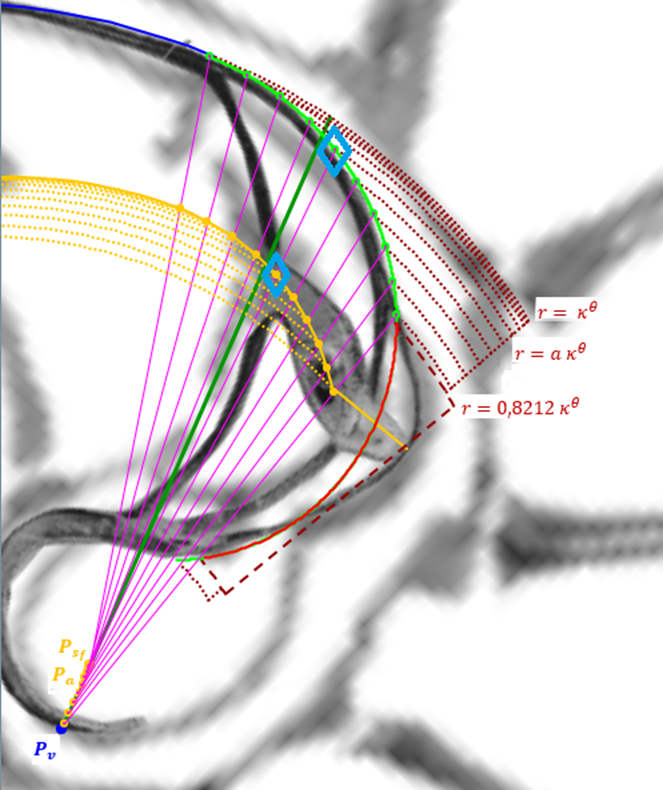 r = κ^θ
r = a κ^θ
r = 0,8212 κ^θ
P_sf
P_a
P_v